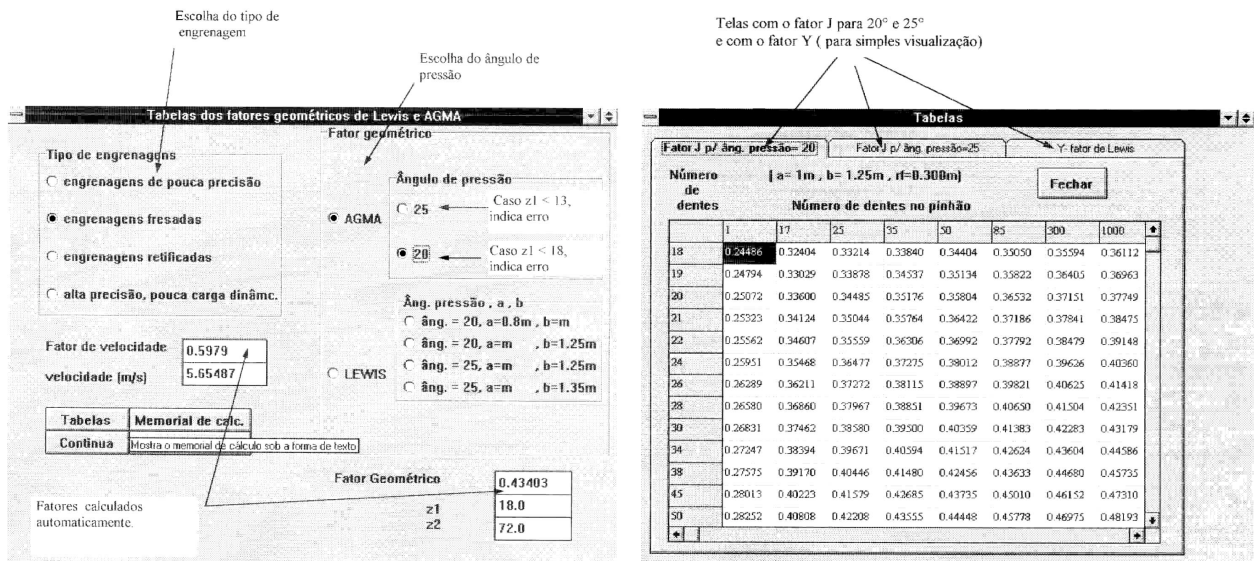 Escolha do tipo de
engrenagem
Escolha do ângulo de
pressão
Tabelas dos fatores geométricos de Lewis e AGMA
Fator geométrico
Tipo de engrenagens
engrenagens de pouca precisão
engrenagens fresadas
engrenagens retificadas
alta precisão, pouca carga dinâmc.
AGMA
Ângulo de pressão
25
Caso z1 < 13,
indica erro
20
Caso z1 < 18,
indica erro
Âng. pressão , a , b
âng. = 20, a=0.8m , b=m
âng. = 20, a=m , b=1.25m
âng. = 25, a=m , b=1.25m
âng. = 25, a=m , b=1.35m
LEWIS
Fator de velocidade 0.5979
velocidade (m/s) 5.65487
Tabelas Memorial de calc.
Continua Mostra o memorial de cálculo sob a forma de texto
Fatores calculados
automaticamente.
Fator Geométrico 0.43403
z1 18.0
z2 72.0
Telas com o fator J para 20° e 25°
e com o fator Y ( para simples visualização)
Tabelas
Fator J p/ âng. pressão= 20 Fator J p/ âng. pressão=25 Y- fator de Lewis
Número
de
dentes
( a= 1m , b= 1.25m , rf=0.300m)
Fechar
Número de dentes no pinhão
1 17 25 35 50 85 300 1000
18 0.24486 0.32404 0.33214 0.33840 0.34404 0.35050 0.35594 0.36112
19 0.24794 0.33029 0.33878 0.34537 0.35134 0.35822 0.36405 0.36963
20 0.25072 0.33600 0.34485 0.35176 0.35804 0.36532 0.37151 0.37749
21 0.25323 0.34124 0.35044 0.35764 0.36422 0.37186 0.37841 0.38475
22 0.25562 0.34607 0.35559 0.36306 0.36992 0.37792 0.38479 0.39148
24 0.25951 0.35468 0.36477 0.37275 0.38012 0.38877 0.39626 0.40360
26 0.26289 0.36211 0.37272 0.38115 0.38897 0.39821 0.40625 0.41418
28 0.26580 0.36860 0.37967 0.38851 0.39673 0.40650 0.41504 0.42351
30 0.26831 0.37462 0.38580 0.39500 0.40359 0.41383 0.42283 0.43179
34 0.27247 0.38394 0.39671 0.40594 0.41517 0.42624 0.43604 0.44586
38 0.27575 0.39170 0.40446 0.41480 0.42456 0.43633 0.44680 0.45735
45 0.28013 0.40223 0.41579 0.42685 0.43735 0.45010 0.46152 0.47310
50 0.28252 0.40808 0.42208 0.43555 0.44448 0.45778 0.46975 0.48193